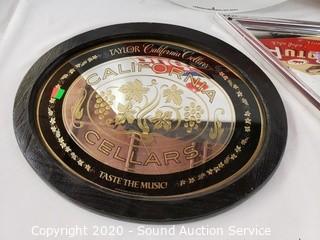 TAYLOR California Cellars
CALIFORNIA
CELLARS
TASTE THE MUSIC!
Copyright 2020 - Sound Auction Service